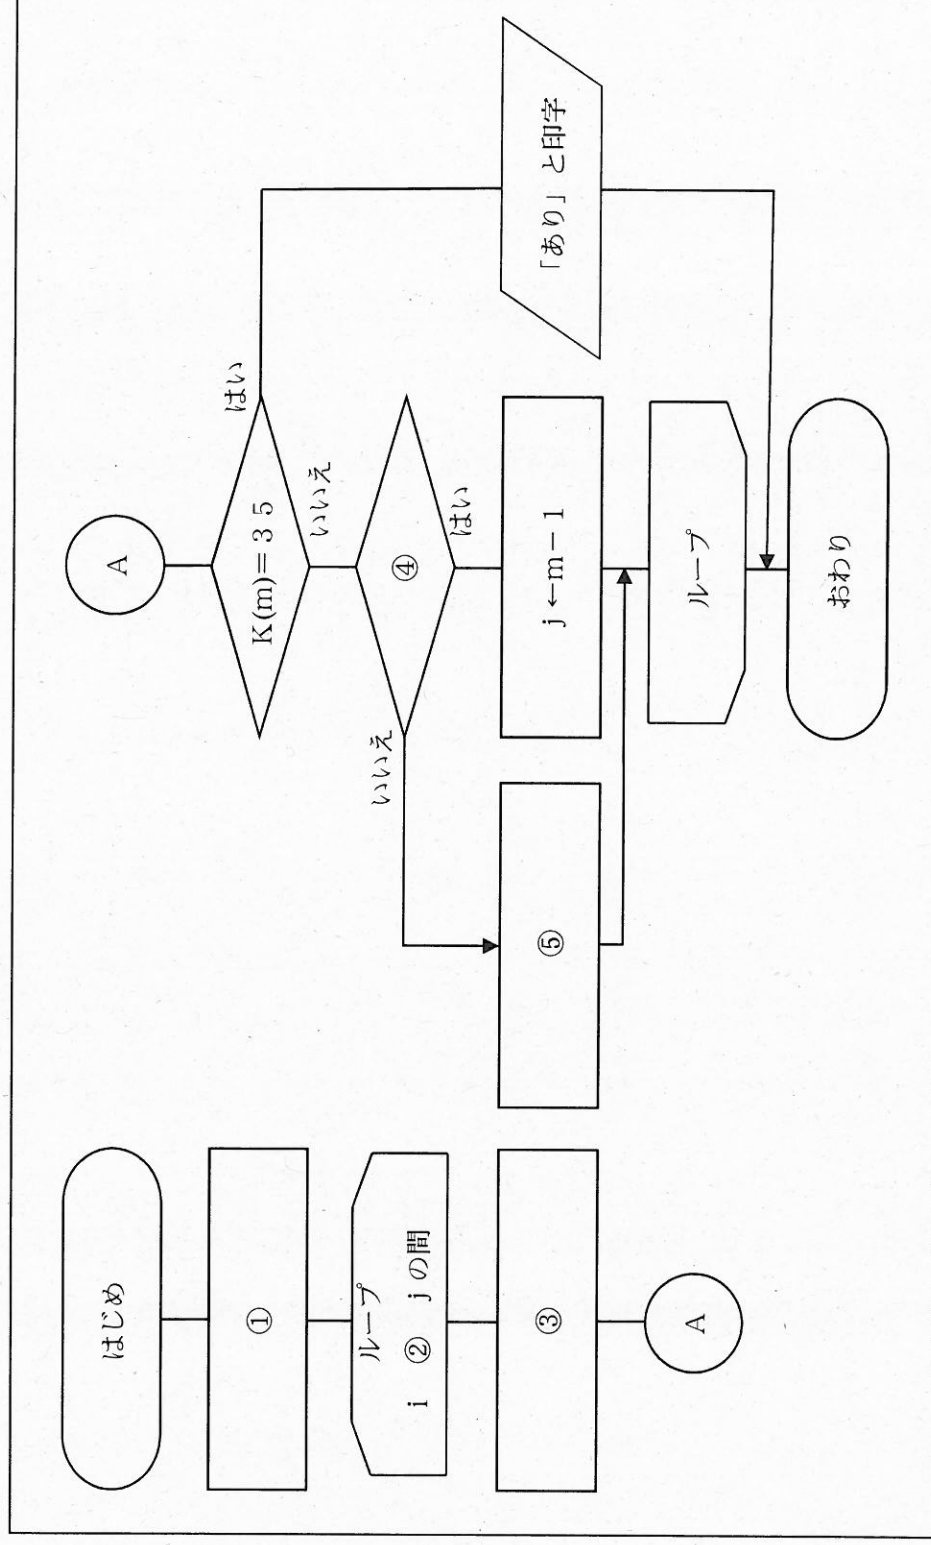 はじめ
①
ループ
i ② j の間
③
A
A
K(m)=35
はい
いいえ
④
いいえ
はい
⑤
j←m－1
「あり」と印字
ループ
おわり